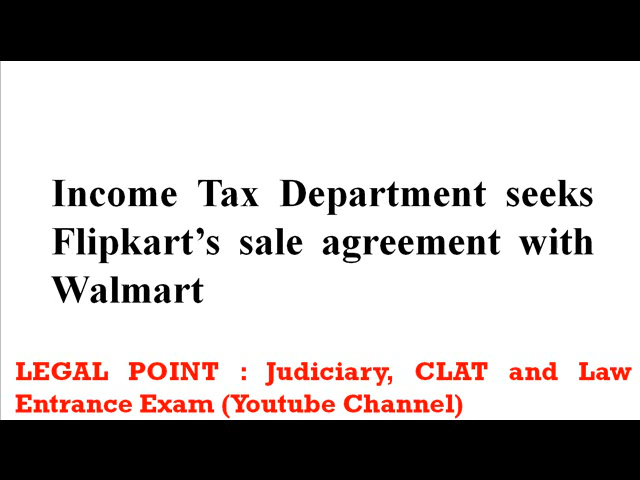 Income Tax Department seeks
Flipkart’s sale agreement with
Walmart
LEGAL POINT : Judiciary, CLAT and Law
Entrance Exam (Youtube Channel)